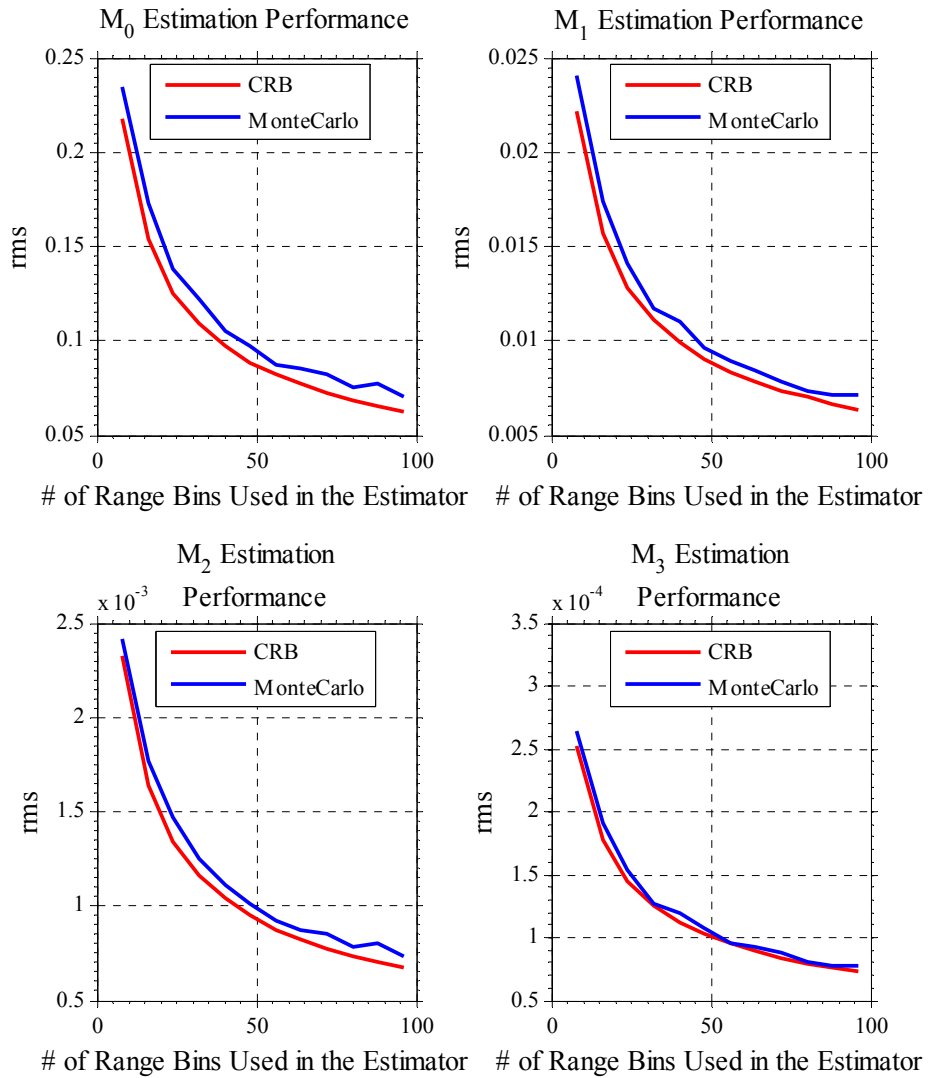 M0 Estimation Performance
0.25
0.2
0.15
0.1
0.05
rms
CRB
MonteCarlo
0
50
100
# of Range Bins Used in the Estimator
M1 Estimation Performance
0.025
0.02
0.015
0.01
0.005
rms
CRB
MonteCarlo
0
50
100
# of Range Bins Used in the Estimator
M2 Estimation
Performance
x 10-3
2.5
2
1.5
1
0.5
rms
CRB
MonteCarlo
0
50
100
# of Range Bins Used in the Estimator
M3 Estimation
Performance
x 10-4
3.5
3
2.5
2
1.5
1
0.5
rms
CRB
MonteCarlo
0
50
100
# of Range Bins Used in the Estimator